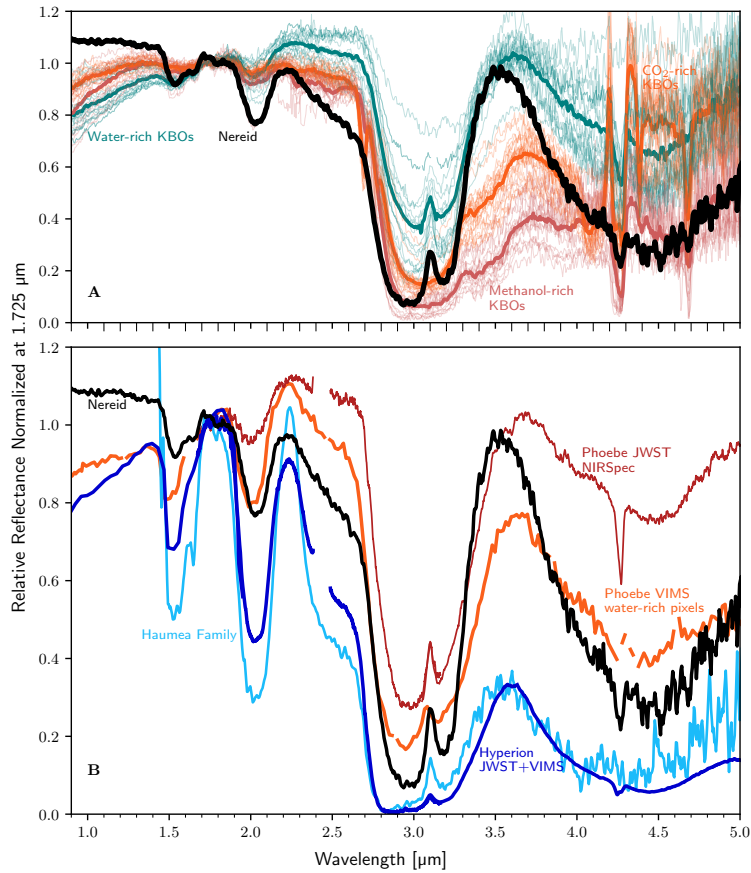 Relative Reflectance Normalized at 1.725 µm
1.2
1.0
0.8
0.6
0.4
0.2
0.0
CO2-rich
KBOs
Water-rich KBOs
Nereid
Methanol-rich
KBOs
A
1.2
1.0
0.8
0.6
0.4
0.2
0.0
Nereid
Phoebe JWST
NIRSpec
Phoebe VIMS
water-rich pixels
Haumea Family
Hyperion
JWST+VIMS
B
1.0 1.5 2.0 2.5 3.0 3.5 4.0 4.5 5.0
Wavelength [µm]